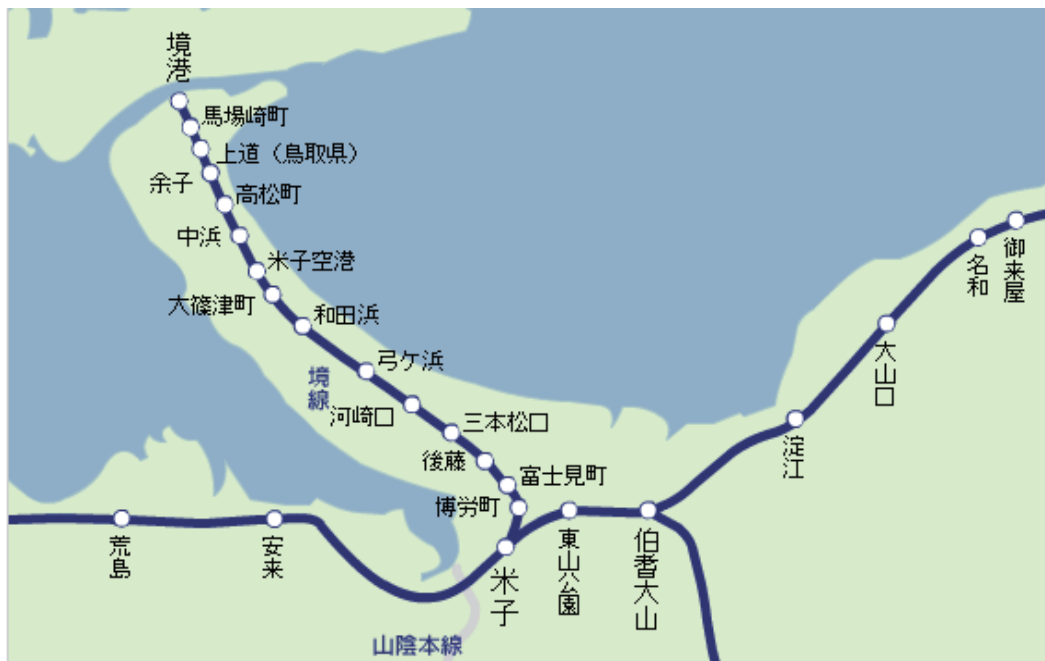 境港
馬場崎町
上道（鳥取県）
余子
高松町
中浜
米子空港
大篠津町
和田浜
弓ケ浜
境線
河崎口
三本松口
後藤
富士見町
博労町
米子
東山公園
伯耆大山
淀江
大山口
名和
御来屋
安来
荒島
山陰本線